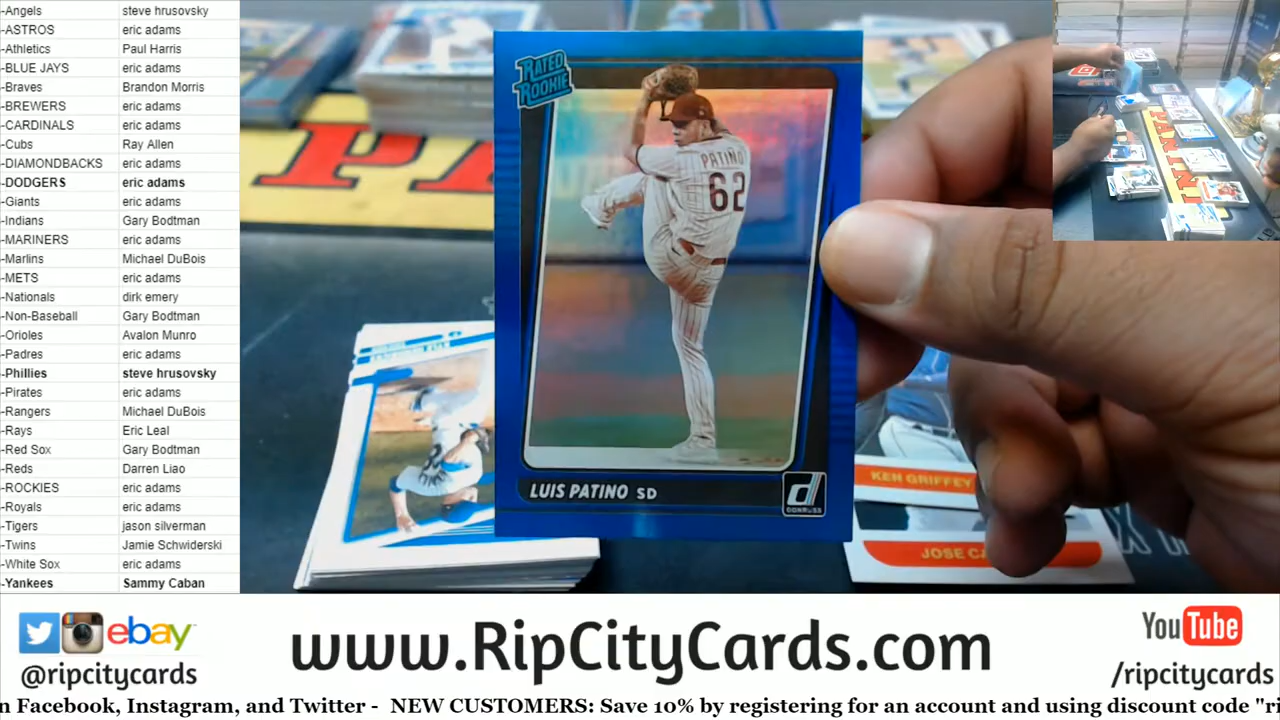 -Angels steve hrusovsky
-ASTROS eric adams
-Athletics Paul Harris
-BLUE JAYS eric adams
-Braves Brandon Morris
-BREWERS eric adams
-CARDINALS eric adams
-Cubs Ray Allen
-DIAMONDBACKS eric adams
-DODGERS eric adams
-Giants eric adams
-Indians Gary Bodtman
-MARINERS eric adams
-Marlins Michael DuBois
-METS eric adams
-Nationals dirk emery
-Non-Baseball Gary Bodtman
-Orioles Avalon Munro
-Padres eric adams
-Phillies steve hrusovsky
-Pirates eric adams
-Rangers Michael DuBois
-Rays Eric Leal
-Red Sox Gary Bodtman
-Reds Darren Liao
-ROCKIES eric adams
-Royals eric adams
-Tigers jason silverman
-Twins Jamie Schwiderski
-White Sox eric adams
-Yankees Sammy Caban
RATED
ROOKIE
PATIÑO
62
LUIS PATINO SD
d
DONRUSS
PANINI
KEN GRIFFEY
JOSE CA
ebay
@ripcitycards
www.RipCityCards.com
YouTube
/ripcitycards
n Facebook, Instagram, and Twitter - NEW CUSTOMERS: Save 10% by registering for an account and using discount code "ri